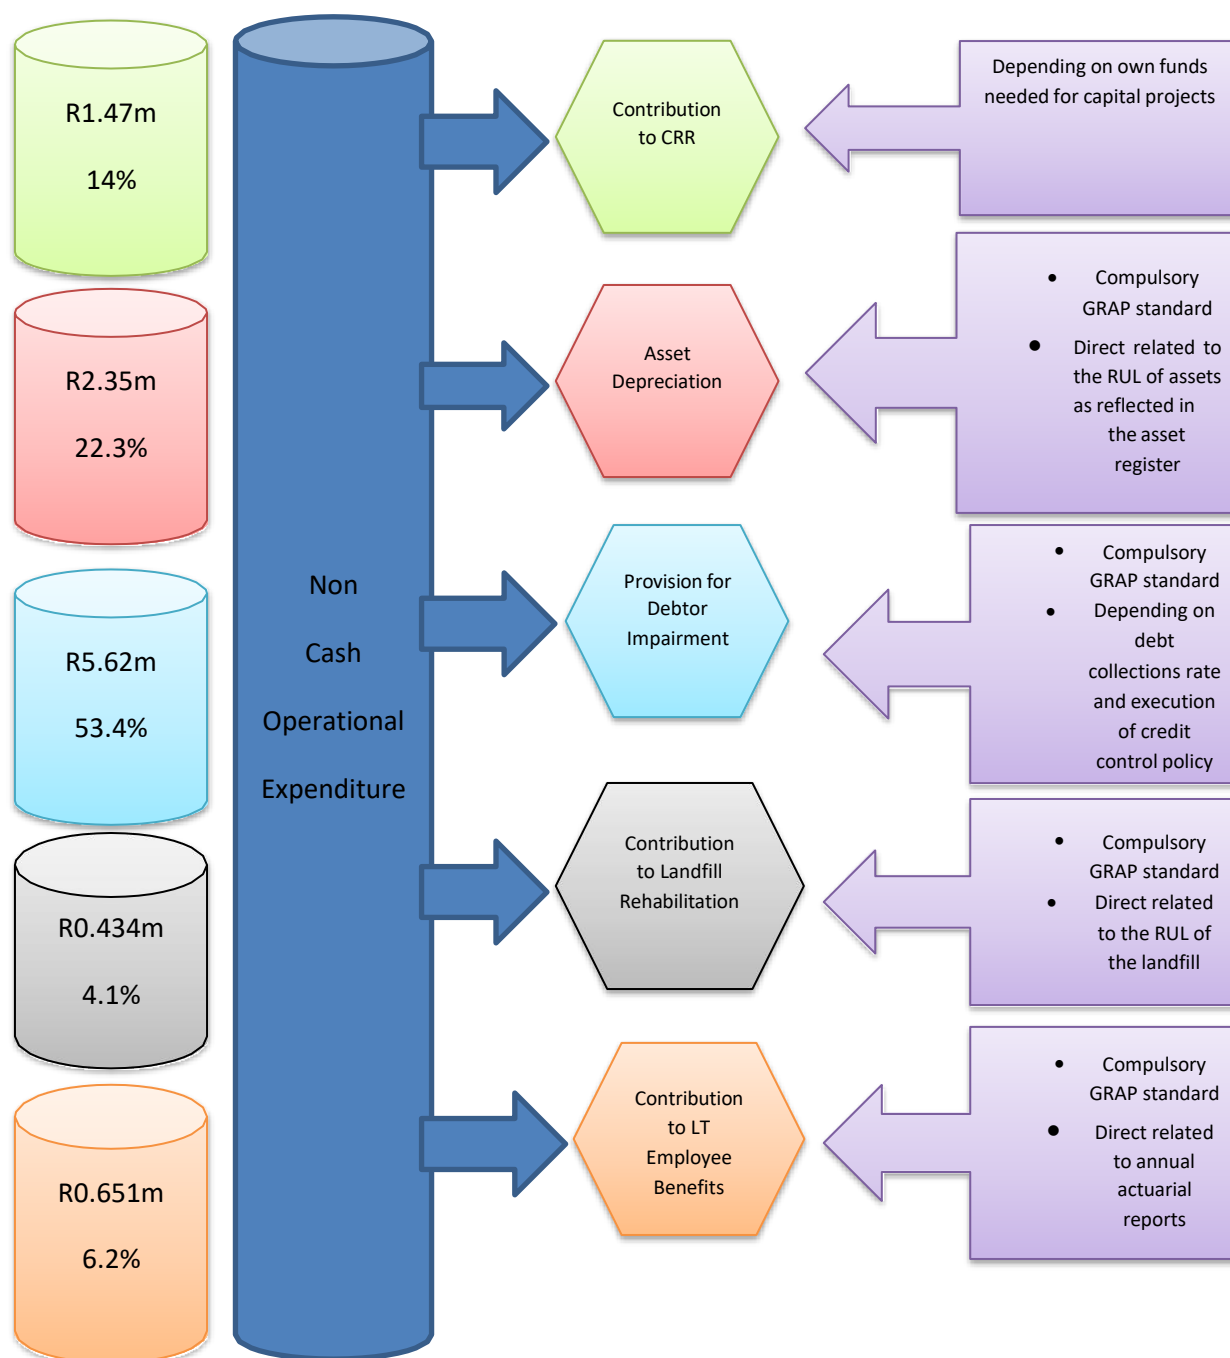 R1.47m
14%
R2.35m
22.3%
R5.62m
53.4%
R0.434m
4.1%
R0.651m
6.2%
Non
Cash
Operational
Expenditure
Contribution
to CRR
Asset
Depreciation
Provision for
Debtor
Impairment
Contribution
to Landfill
Rehabilitation
Contribution
to LT
Employee
Benefits
Depending on own funds
needed for capital projects
• Compulsory
GRAP standard
• Direct related to
the RUL of assets
as reflected in
the asset
register
• Compulsory
GRAP standard
• Depending on
debt
collections rate
and execution
of credit
control policy
• Compulsory
GRAP standard
• Direct related
to the RUL of
the landfill
• Compulsory
GRAP standard
• Direct related
to annual
actuarial
reports